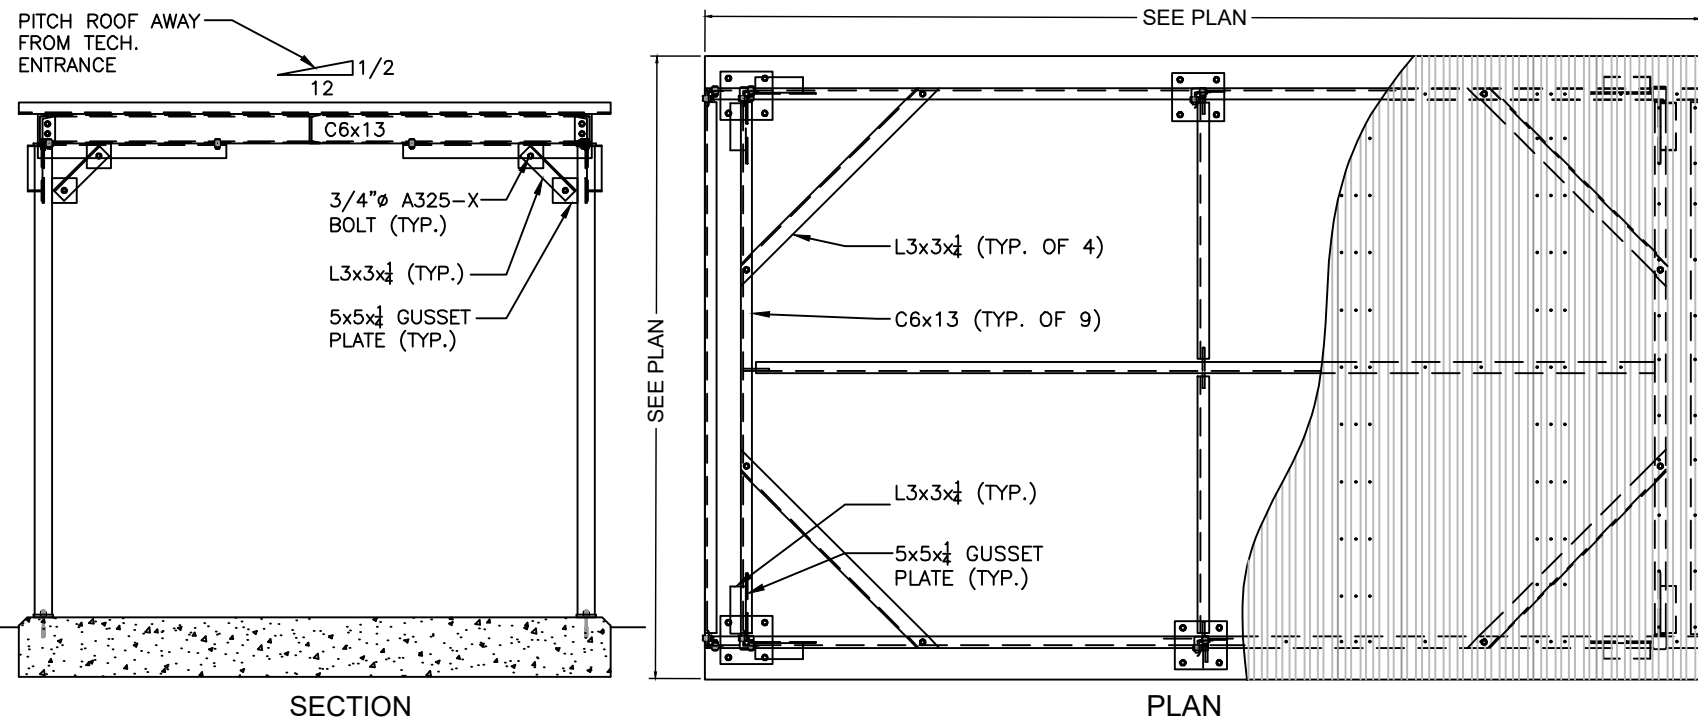 PITCH ROOF AWAY
FROM TECH.
ENTRANCE
1/2
12
C6x13
3/4"ø A325-X
BOLT (TYP.)
L3x3x1/4 (TYP.)
5x5x1/4 GUSSET
PLATE (TYP.)
SECTION
SEE PLAN
SEE PLAN
L3x3x1/4 (TYP. OF 4)
C6x13 (TYP. OF 9)
L3x3x1/4 (TYP.)
5x5x1/4 GUSSET
PLATE (TYP.)
PLAN